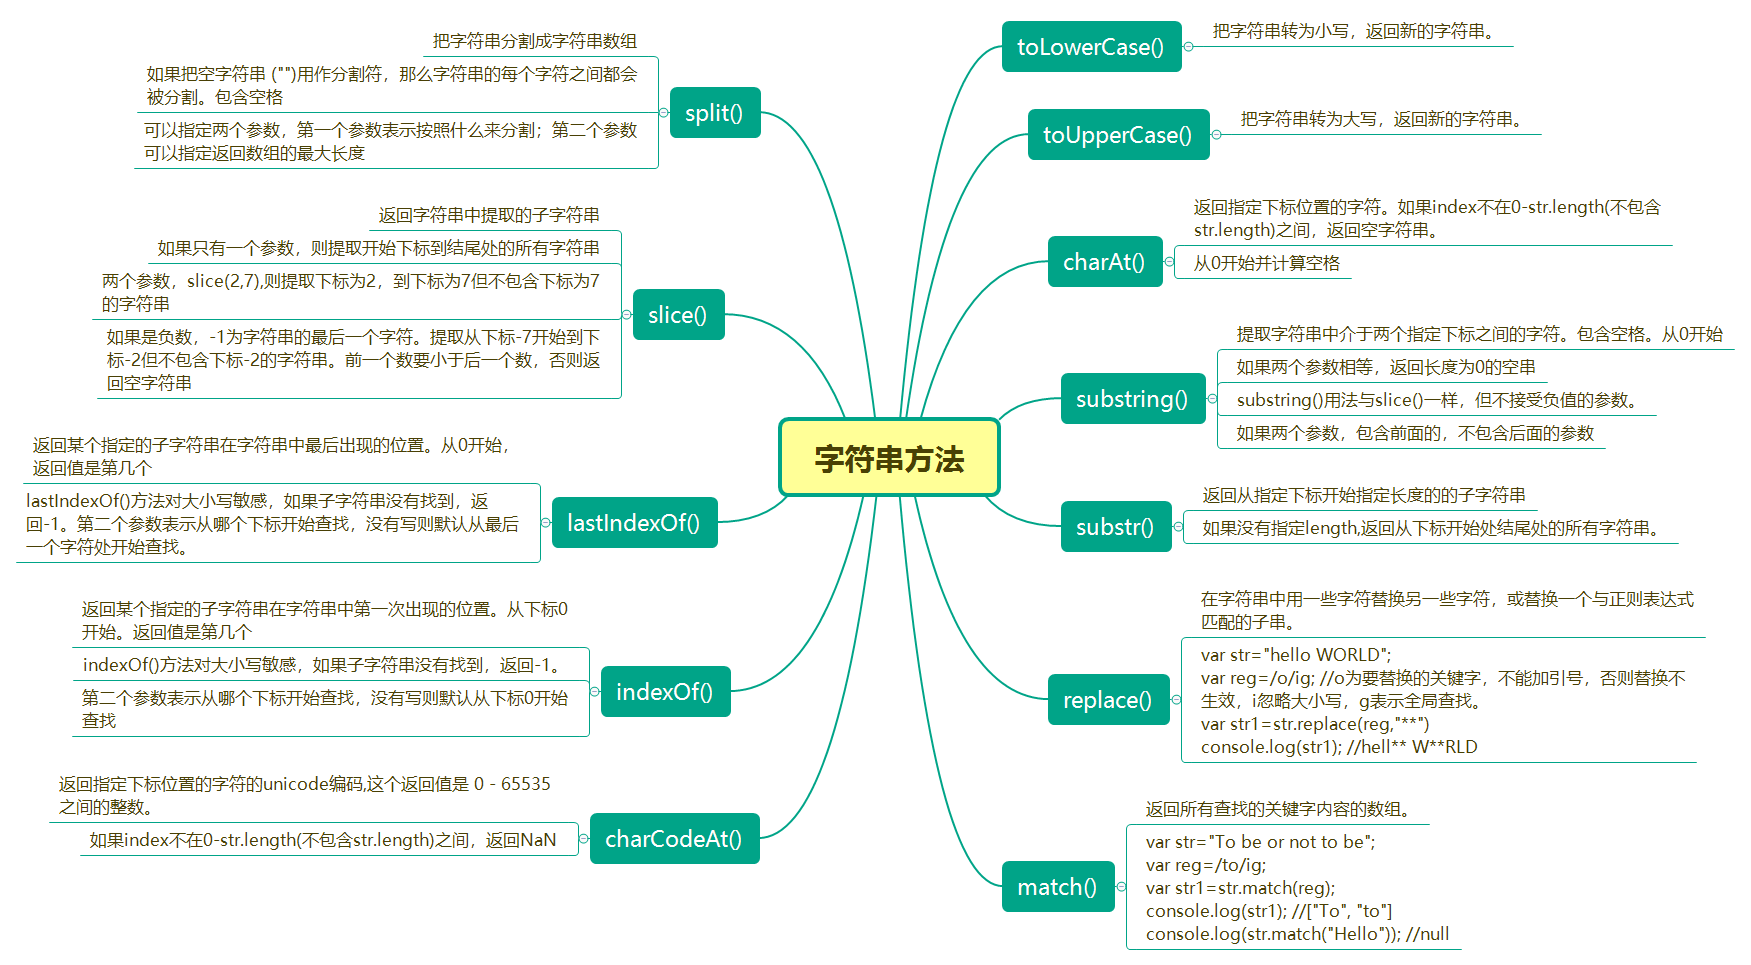 字符串方法
toLowerCase()
把字符串转为小写，返回新的字符串。
toUpperCase()
把字符串转为大写，返回新的字符串。
charAt()
返回指定下标位置的字符。如果index不在0-str.length(不包含
str.length)之间，返回空字符串。
从0开始并计算空格
substring()
提取字符串中介于两个指定下标之间的字符。包含空格。从0开始
如果两个参数相等，返回长度为0的空串
substring()用法与slice()一样，但不接受负值的参数。
如果两个参数，包含前面的，不包含后面的参数
substr()
返回从指定下标开始指定长度的的子字符串
如果没有指定length,返回从下标开始处结尾处的所有字符串。
replace()
在字符串中用一些字符替换另一些字符，或替换一个与正则表达式
匹配的子串。
var str="hello WORLD";
var reg=/o/ig; //o为要替换的关键字，不能加引号，否则替换不
生效，i忽略大小写，g表示全局查找。
var str1=str.replace(reg,"**")
console.log(str1); //hell** W**RLD
match()
返回所有查找的关键字内容的数组。
var str="To be or not to be";
var reg=/to/ig;
var str1=str.match(reg);
console.log(str1); //["To", "to"]
console.log(str.match("Hello")); //null
split()
把字符串分割成字符串数组
如果把空字符串 ("")用作分割符，那么字符串的每个字符之间都会
被分割。包含空格
可以指定两个参数，第一个参数表示按照什么来分割；第二个参数
可以指定返回数组的最大长度
slice()
返回字符串中提取的子字符串
如果只有一个参数，则提取开始下标到结尾处的所有字符串
两个参数，slice(2,7),则提取下标为2，到下标为7但不包含下标为7
的字符串
如果是负数，-1为字符串的最后一个字符。提取从下标-7开始到下
标-2但不包含下标-2的字符串。前一个数要小于后一个数，否则返
回空字符串
lastIndexOf()
返回某个指定的子字符串在字符串中最后出现的位置。从0开始，
返回值是第几个
lastIndexOf()方法对大小写敏感，如果子字符串没有找到，返
回-1。第二个参数表示从哪个下标开始查找，没有写则默认从最后
一个字符处开始查找。
indexOf()
返回某个指定的子字符串在字符串中第一次出现的位置。从下标0
开始。返回值是第几个
indexOf()方法对大小写敏感，如果子字符串没有找到，返回-1。
第二个参数表示从哪个下标开始查找，没有写则默认从下标0开始
查找
charCodeAt()
返回指定下标位置的字符的unicode编码,这个返回值是 0 - 65535
之间的整数。
如果index不在0-str.length(不包含str.length)之间，返回NaN